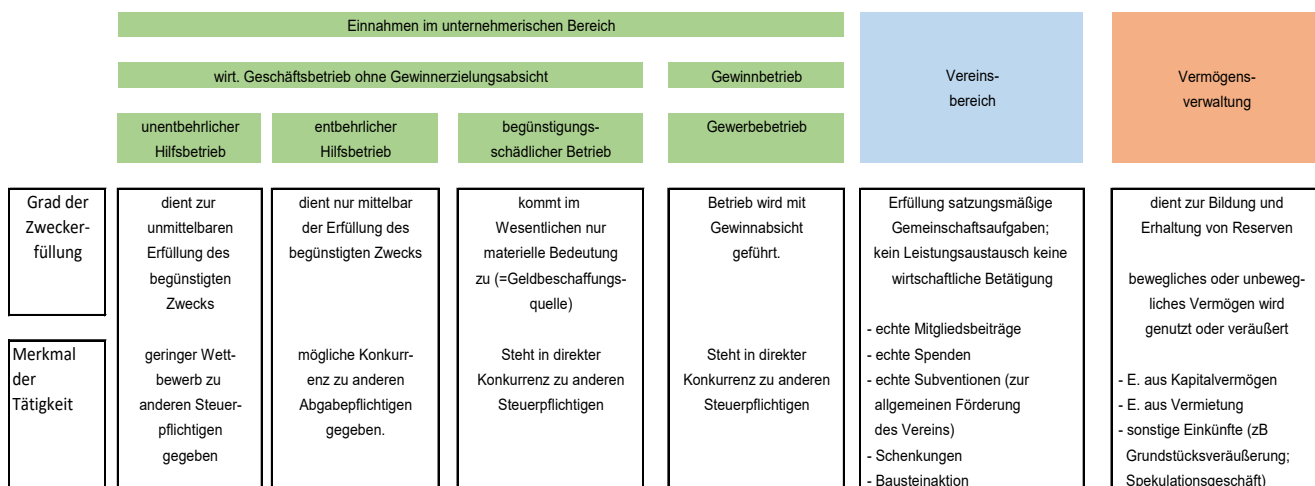 Einnahmen im unternehmerischen Bereich
wirt. Geschäftsbetrieb ohne Gewinnerzielungsabsicht
Gewinnbetrieb
Vereins-
bereich
Vermögens-
verwaltung
unentbehrlicher
Hilfsbetrieb
entbehrlicher
Hilfsbetrieb
begünstigungs-
schädlicher Betrieb
Gewerbebetrieb
Grad der
Zwecker-
füllung
dient zur
unmittelbaren
Erfüllung des
begünstigten
Zwecks
dient nur mittelbar
der Erfüllung des
begünstigten Zwecks
kommt im
Wesentlichen nur
materielle Bedeutung
zu (=Geldbeschaffungs-
quelle)
Betrieb wird mit
Gewinnabsicht
geführt.
Erfüllung satzungsmäßige
Gemeinschaftsaufgaben;
kein Leistungsaustausch keine
wirtschaftliche Betätigung
dient zur Bildung und
Erhaltung von Reserven
bewegliches oder unbeweg-
liches Vermögen wird
genutzt oder veräußert
Merkmal
der
Tätigkeit
geringer Wett-
bewerb zu
anderen Steuer-
pflichtigen
gegeben
mögliche Konkurr-
enz zu anderen
Abgabepflichtigen
gegeben.
Steht in direkter
Konkurrenz zu anderen
Steuerpflichtigen
Steht in direkter
Konkurrenz zu anderen
Steuerpflichtigen
- echte Mitgliedsbeiträge
- echte Spenden
- echte Subventionen (zur
allgemeinen Förderung
des Vereins)
- Schenkungen
- Bausteinaktion
- E. aus Kapitalvermögen
- E. aus Vermietung
- sonstige Einkünfte (zB
Grundstücksveräußerung;
Spekulationsgeschäft)